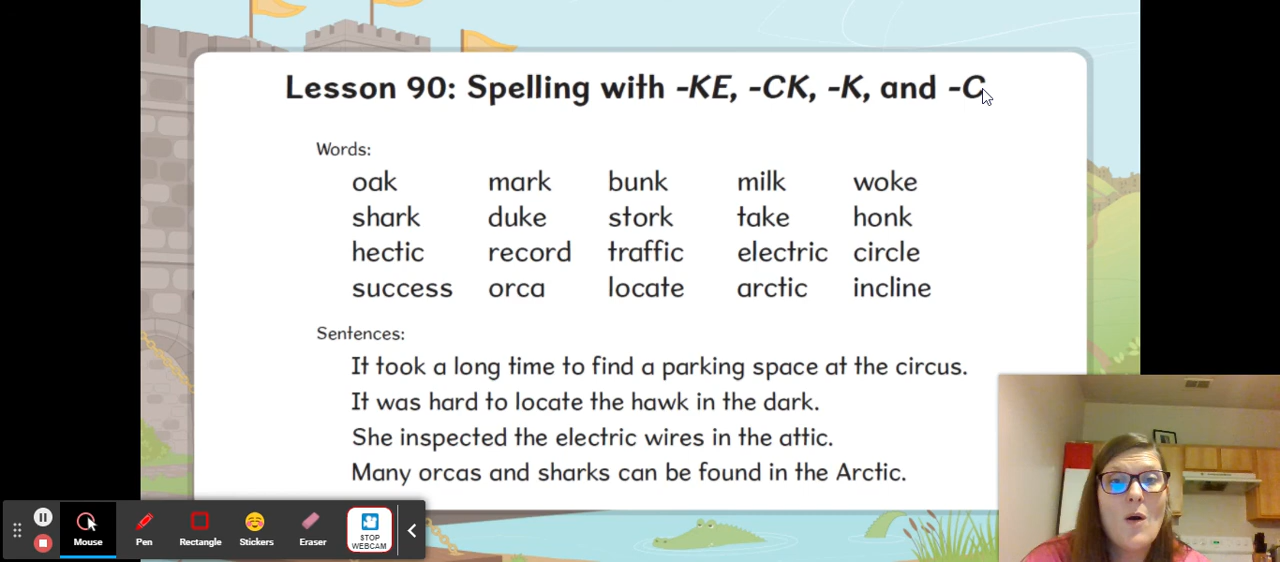 Lesson 90: Spelling with -KE, -CK, -K, and -C
Words:
oak mark bunk milk woke
shark duke stork take honk
hectic record traffic electric circle
success orca locate arctic incline
Sentences:
It took a long time to find a parking space at the circus.
It was hard to locate the hawk in the dark.
She inspected the electric wires in the attic.
Many orcas and sharks can be found in the Arctic.
Mouse Pen Rectangle Stickers Eraser STOP WEBCAM